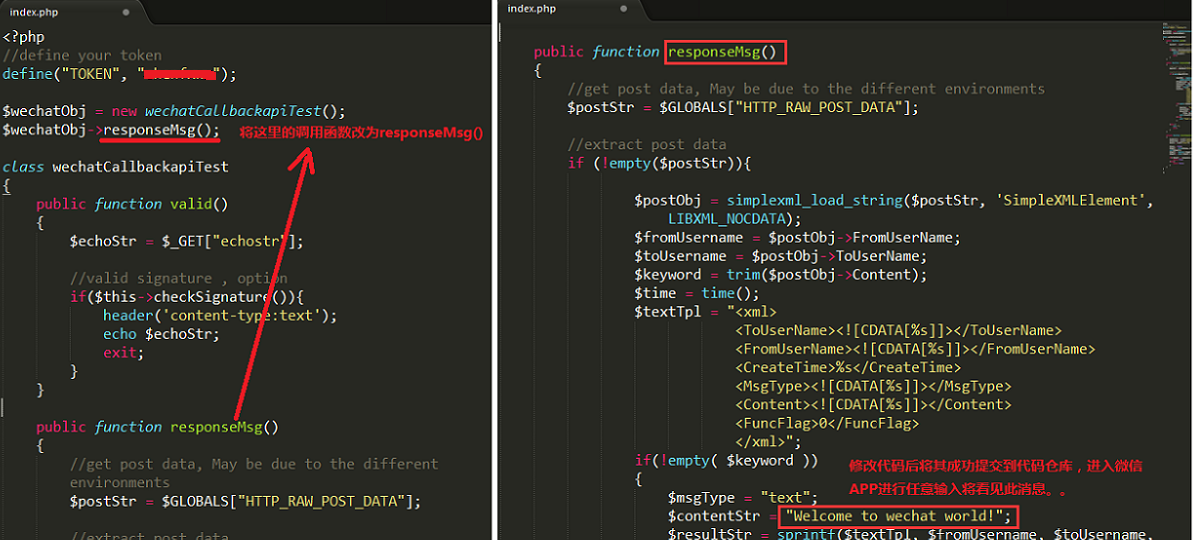 index.php
<?php
//define your token
define("TOKEN", "");
$wechatObj = new wechatCallbackapiTest();
$wechatObj->responseMsg(); 将这里的调用函数改为responseMsg()
class wechatCallbackapiTest
{
public function valid()
{
$echoStr = $_GET["echostr"];
//valid signature , option
if($this->checkSignature()){
header('content-type:text');
echo $echoStr;
exit;
}
}
public function responseMsg()
{
//get post data, May be due to the different
environments
$postStr = $GLOBALS["HTTP_RAW_POST_DATA"];
//extract post data
index.php
public function responseMsg()
{
//get post data, May be due to the different environments
$postStr = $GLOBALS["HTTP_RAW_POST_DATA"];
//extract post data
if (!empty($postStr)){
$postObj = simplexml_load_string($postStr, 'SimpleXMLElement',
LIBXML_NOCDATA);
$fromUsername = $postObj->FromUserName;
$toUsername = $postObj->ToUserName;
$keyword = trim($postObj->Content);
$time = time();
$textTpl = "<xml>
<ToUserName><![CDATA[%s]]></ToUserName>
<FromUserName><![CDATA[%s]]></FromUserName>
<CreateTime>%s</CreateTime>
<MsgType><![CDATA[%s]]></MsgType>
<Content><![CDATA[%s]]></Content>
<FuncFlag>0</FuncFlag>
</xml>";
if(!empty( $keyword ))
{
修改代码后将其成功提交到代码仓库，进入微信
APP进行任意输入将看见此消息。。
$msgType = "text";
$contentStr = "Welcome to wechat world!";
$resultStr = sprintf($textTpl, $fromUsername, $toUsername,